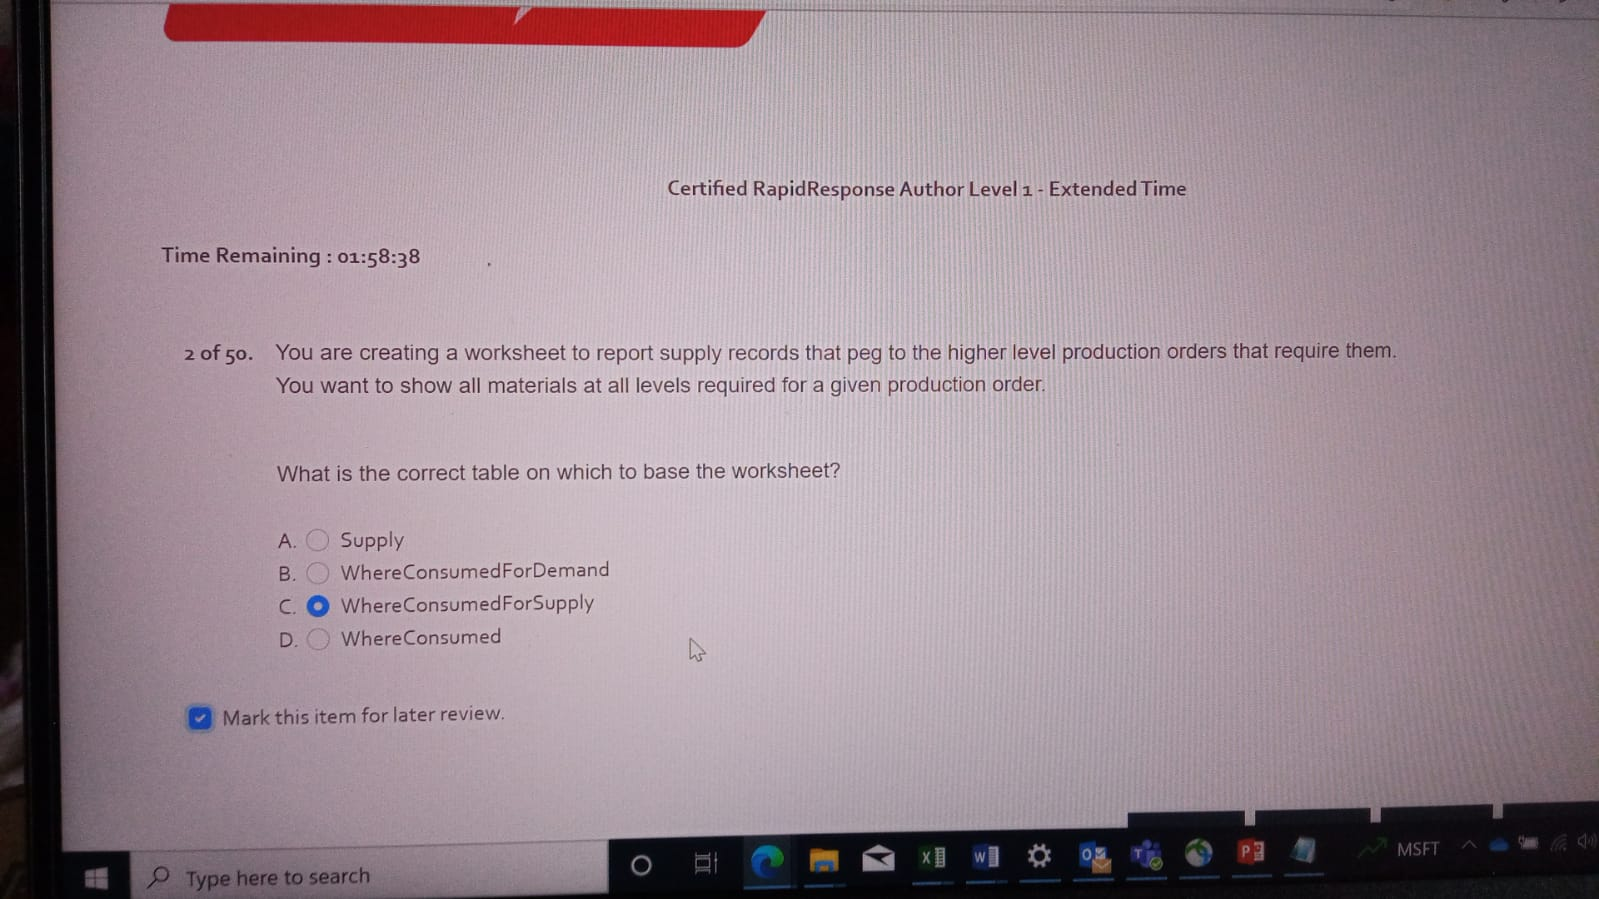 Certified RapidResponse Author Level 1 - Extended Time
Time Remaining : 01:58:38
2 of 50. You are creating a worksheet to report supply records that peg to the higher level production orders that require them.
You want to show all materials at all levels required for a given production order.
What is the correct table on which to base the worksheet?
A. Supply
B. WhereConsumedForDemand
C. WhereConsumedForSupply
D. WhereConsumed
Mark this item for later review.
Type here to search
MSFT